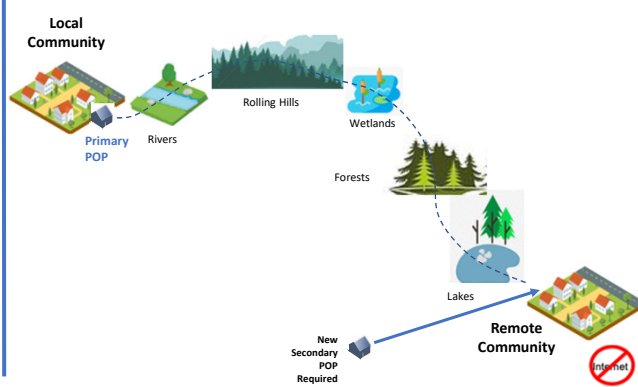 Local
Community
Primary
POP
Rivers
Rolling Hills
Wetlands
Forests
Lakes
New
Secondary
POP
Required
Remote
Community
Internet